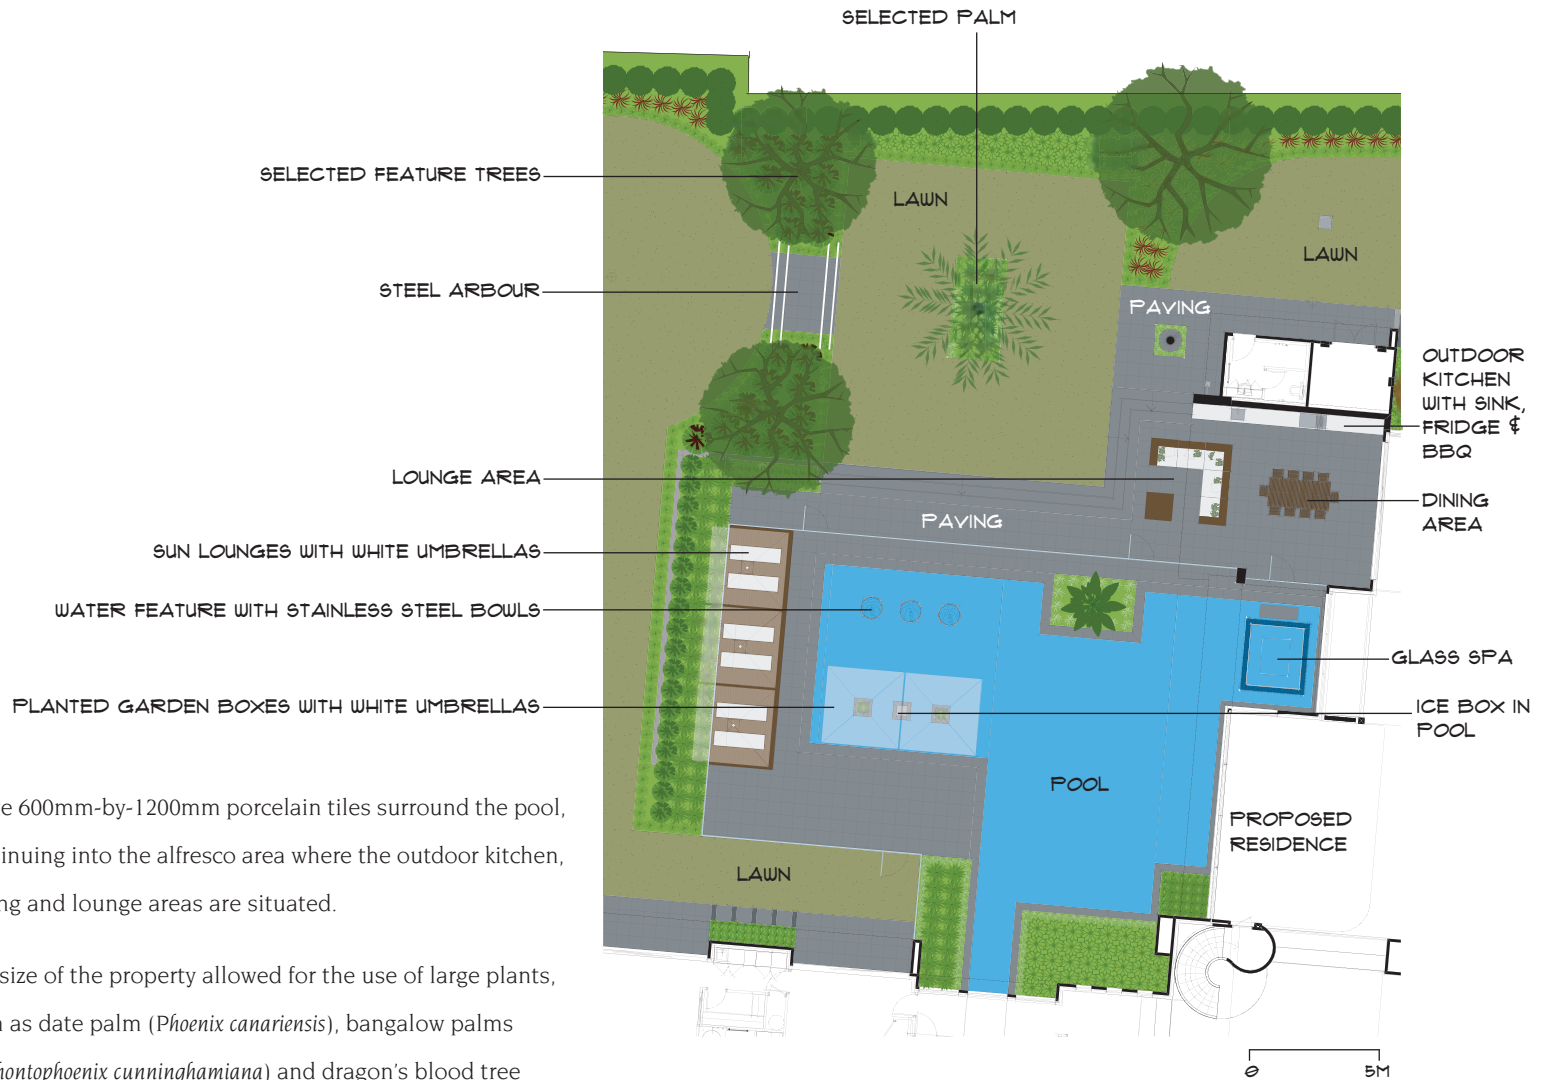 SELECTED PALM
SELECTED FEATURE TREES
LAWN
LAWN
STEEL ARBOUR
PAVING
OUTDOOR
KITCHEN
WITH SINK,
FRIDGE &
BBQ
LOUNGE AREA
DINING
AREA
PAVING
SUN LOUNGES WITH WHITE UMBRELLAS
WATER FEATURE WITH STAINLESS STEEL BOWLS
GLASS SPA
PLANTED GARDEN BOXES WITH WHITE UMBRELLAS
ICE BOX IN
POOL
POOL
PROPOSED
RESIDENCE
LAWN
0 5M
600mm-by-1200mm porcelain tiles surround the pool,
into the alfresco area where the outdoor kitchen,
and lounge areas are situated.
size of the property allowed for the use of large plants,
as date palm (Phoenix canariensis), bangalow palms
cunninghamiana) and dragon's blood tree